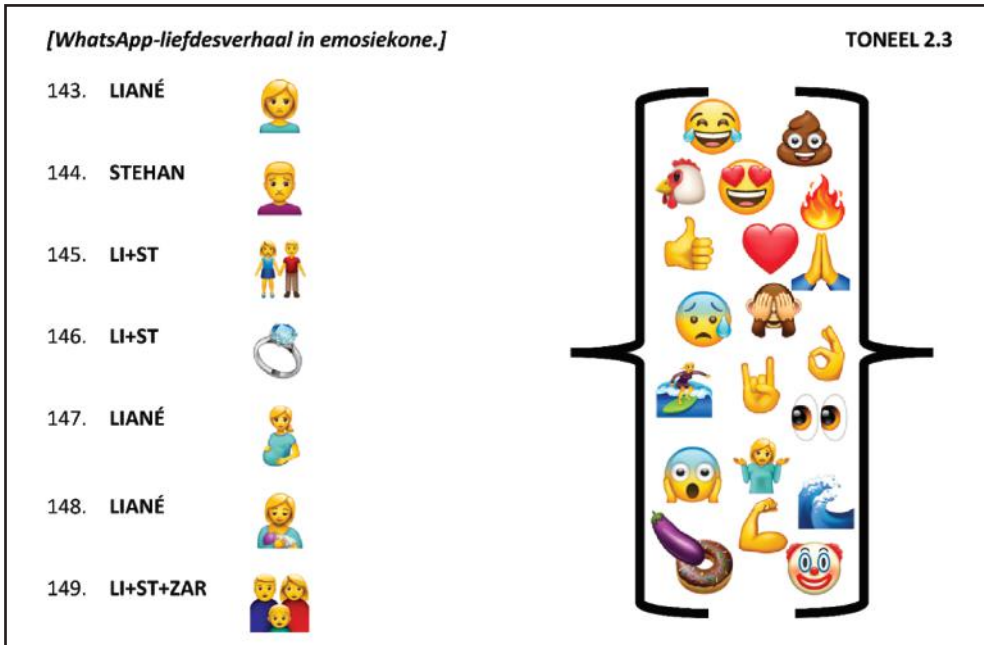 [WhatsApp-liefdesverhaal in emosiekone.] TONEEL 2.3
143. LIANÉ
144. STEHAN
145. LI+ST
146. LI+ST
147. LIANÉ
148. LIANÉ
149. LI+ST+ZAR